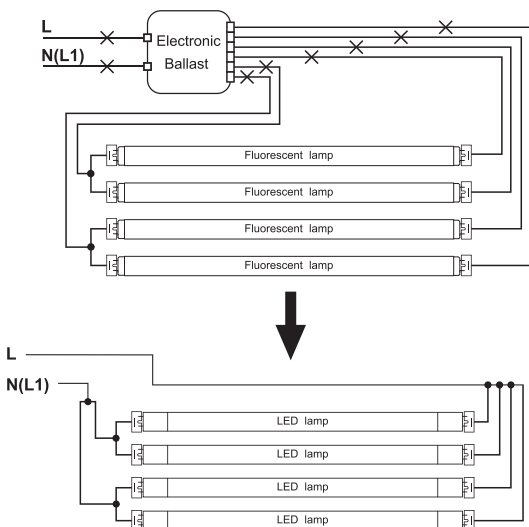 L
N(L1)
Electronic
Ballast
Fluorescent lamp
Fluorescent lamp
Fluorescent lamp
Fluorescent lamp
L
N(L1)
LED lamp
LED lamp
LED lamp
LED lamp